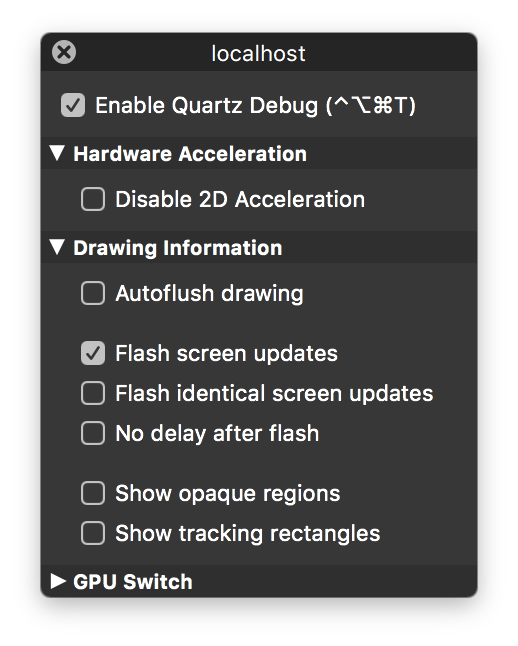 localhost
Enable Quartz Debug (^⌥⌘T)
Hardware Acceleration
Disable 2D Acceleration
Drawing Information
Autoflush drawing
Flash screen updates
Flash identical screen updates
No delay after flash
Show opaque regions
Show tracking rectangles
GPU Switch